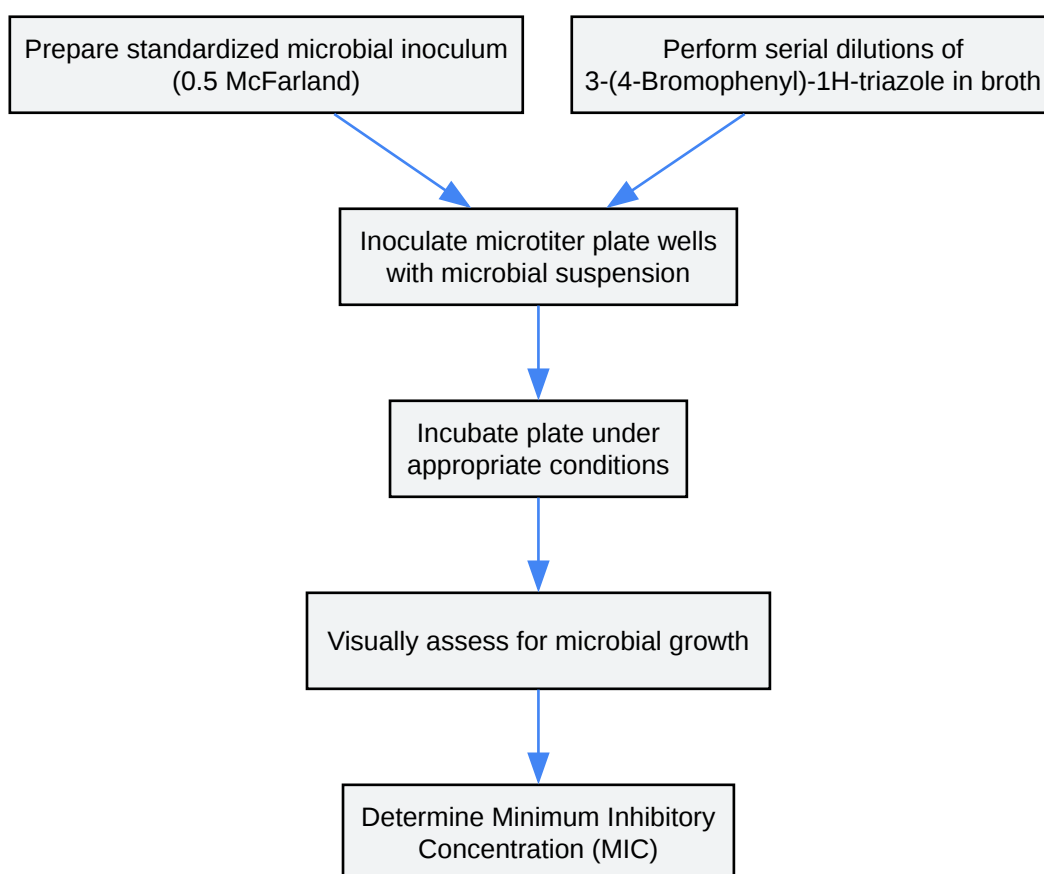 Prepare standardized microbial inoculum
(0.5 McFarland)
Perform serial dilutions of
3-(4-Bromophenyl)-1H-triazole in broth
Inoculate microtiter plate wells
with microbial suspension
Incubate plate under
appropriate conditions
Visually assess for microbial growth
Determine Minimum Inhibitory
Concentration (MIC)